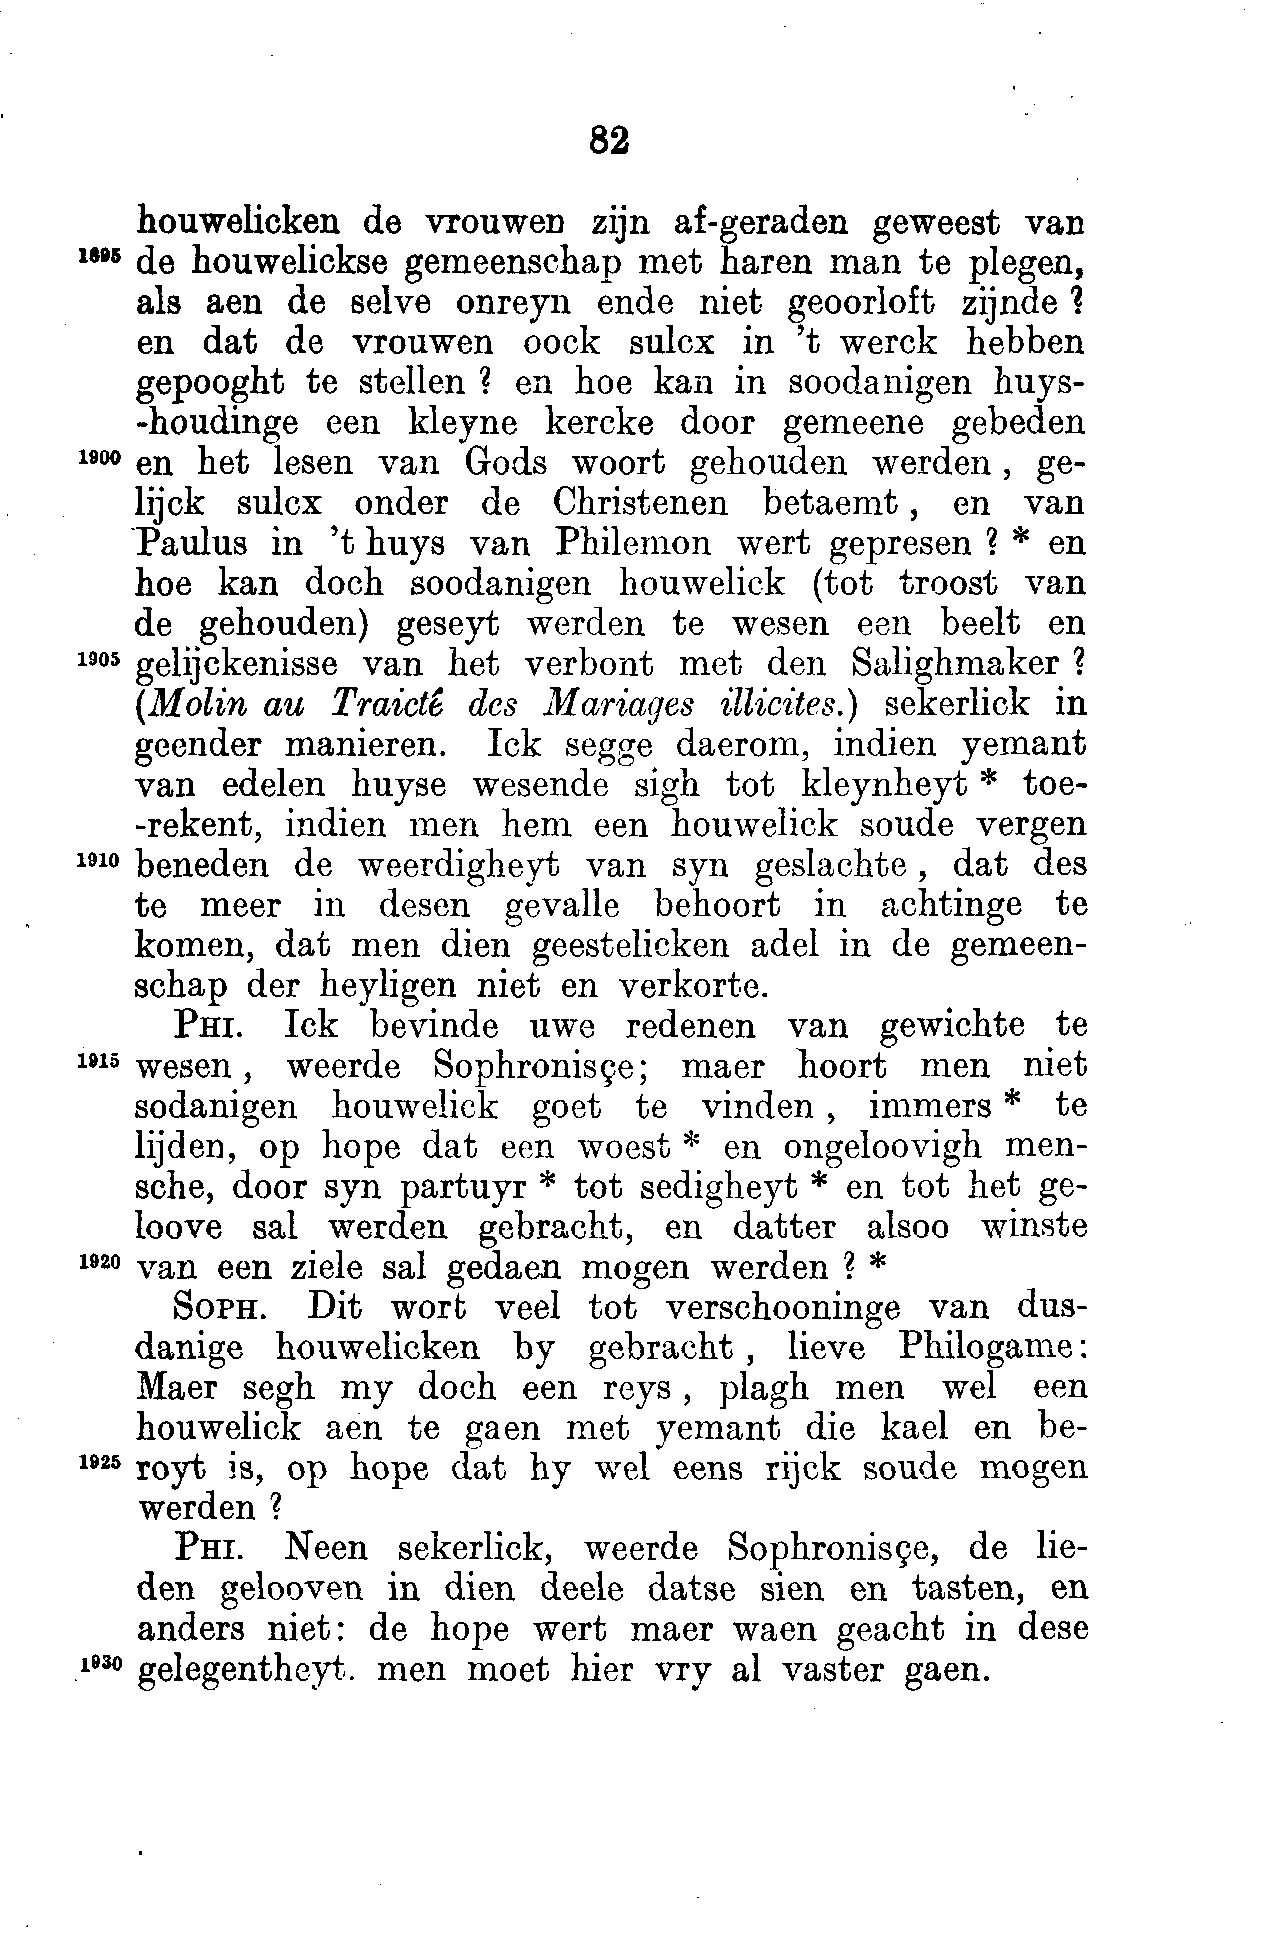 82
houwelicken de vrouwen zijn af-geraden geweest van
1895 de houwelickse gemeenschap met haren man te plegen,
als aen de selve onreyn ende niet geoorloft zijnde ?
en dat de vrouwen oock sulcx in 't werck hebben
gepooght te stellen ? en hoe kan in soodanigen huys-
-houdinge een kleyne kercke door gemeene gebeden
1900 en het lesen van Gods woort gehouden werden , ge-
lijck sulcx onder de Christenen betaemt , en van
Paulus in 't huys van Philemon wert gepresen ? * en
hoe kan doch soodanigen houwelick (tot troost van
de gehouden) geseyt werden te wesen een beelt en
1905 gelijckenisse van het verbont met den Salighmaker ?
(Molin au Traicté des Mariages illicites.) sekerlick in
geender manieren. Ick segge daerom, indien yemant
van edelen huyse wesende sigh tot kleynheyt * toe-
-rekent, indien men hem een houwelick soude vergen
1910 beneden de weerdigheyt van syn geslachte , dat des
te meer in desen gevalle behoort in achtinge te
komen, dat men dien geestelicken adel in de gemeen-
schap der heyligen niet en verkorte.
PHI. Ick bevinde uwe redenen van gewichte te
1915 wesen , weerde Sophronisçe; maer hoort men niet
sodanigen houwelick goet te vinden , immers * te
lijden, op hope dat een woest * en ongeloovigh men-
sche, door syn partuyr * tot sedigheyt * en tot het ge-
loove sal werden gebracht, en datter alsoo winste
1920 van een ziele sal gedaen mogen werden ? *
SOPH. Dit wort veel tot verschooninge van dus-
danige houwelicken by gebracht , lieve Philogame:
Maer segh my doch een reys , plagh men wel een
houwelick aen te gaen met yemant die kael en be-
1925 royt is, op hope dat hy wel eens rijck soude mogen
werden ?
PHI. Neen sekerlick, weerde Sophronisçe, de lie-
den gelooven in dien deele datse sien en tasten, en
anders niet: de hope wert maer waen geacht in dese
1930 gelegentheyt. men moet hier vry al vaster gaen.